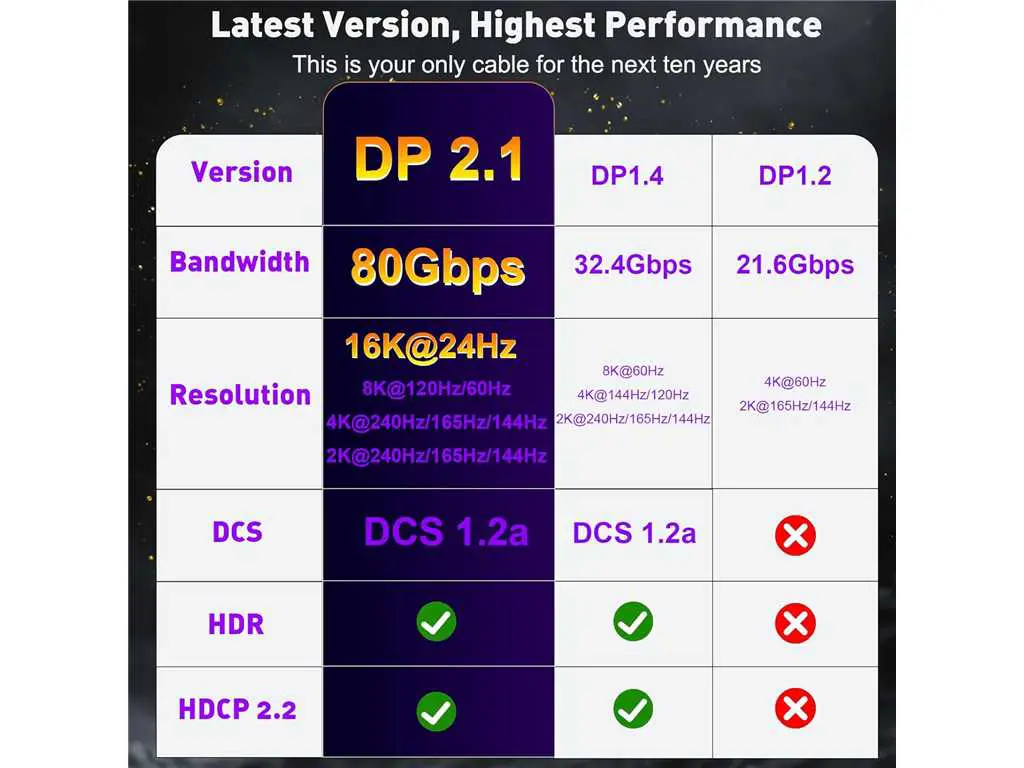 Latest Version, Highest Performance
This is your only cable for the next ten years
Version
DP 2.1
DP1.4
DP1.2
Bandwidth
80Gbps
32.4Gbps
21.6Gbps
Resolution
16K@24Hz
8K@120Hz/60Hz
4K@240Hz/165Hz/144Hz
2K@240Hz/165Hz/144Hz
8K@60Hz
4K@144Hz/120Hz
2K@240Hz/165Hz/144Hz
4K@60Hz
2K@165Hz/144Hz
DCS
DCS 1.2a
DCS 1.2a
HDR
HDCP 2.2